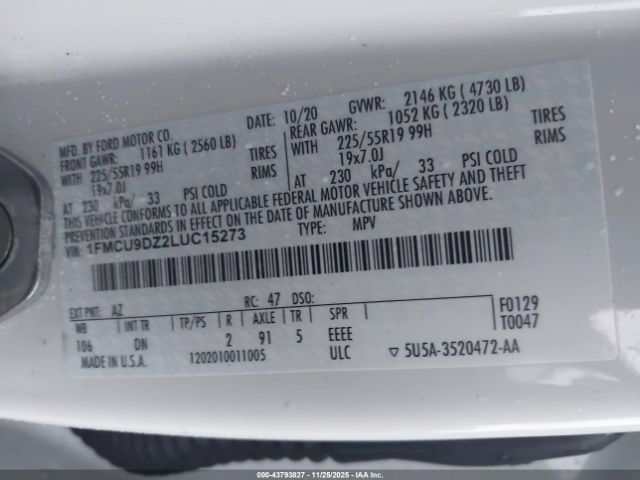 MFD. BY FORD MOTOR CO. DATE: 10/20 GVWR: 2146 KG ( 4730 LB)
FRONT GAWR: 1161 KG ( 2560 LB) REAR GAWR: 1052 KG ( 2320 LB)
WITH 225/55R19 99H TIRES WITH 225/55R19 99H TIRES
19x7.0J RIMS 19x7.0J RIMS
AT 230 kPa/ 33 PSI COLD AT 230 kPa/ 33 PSI COLD
THIS VEHICLE CONFORMS TO ALL APPLICABLE FEDERAL MOTOR VEHICLE SAFETY AND THEFT
PREVENTION STANDARDS IN EFFECT ON THE DATE OF MANUFACTURE SHOWN ABOVE.
VIN: 1FMCU9DZ2LUC15273 TYPE: MPV
EXT PNT: AZ RC: 47 DSO: F0129
WB INT TR TP/PS R AXLE TR SPR T0047
106 DN 2 91 5 EEEE
MADE IN U.S.A. 1202010011005 ULC 5U5A-3520472-AA
000-43793827 - 11/25/2025 - IAA Inc.